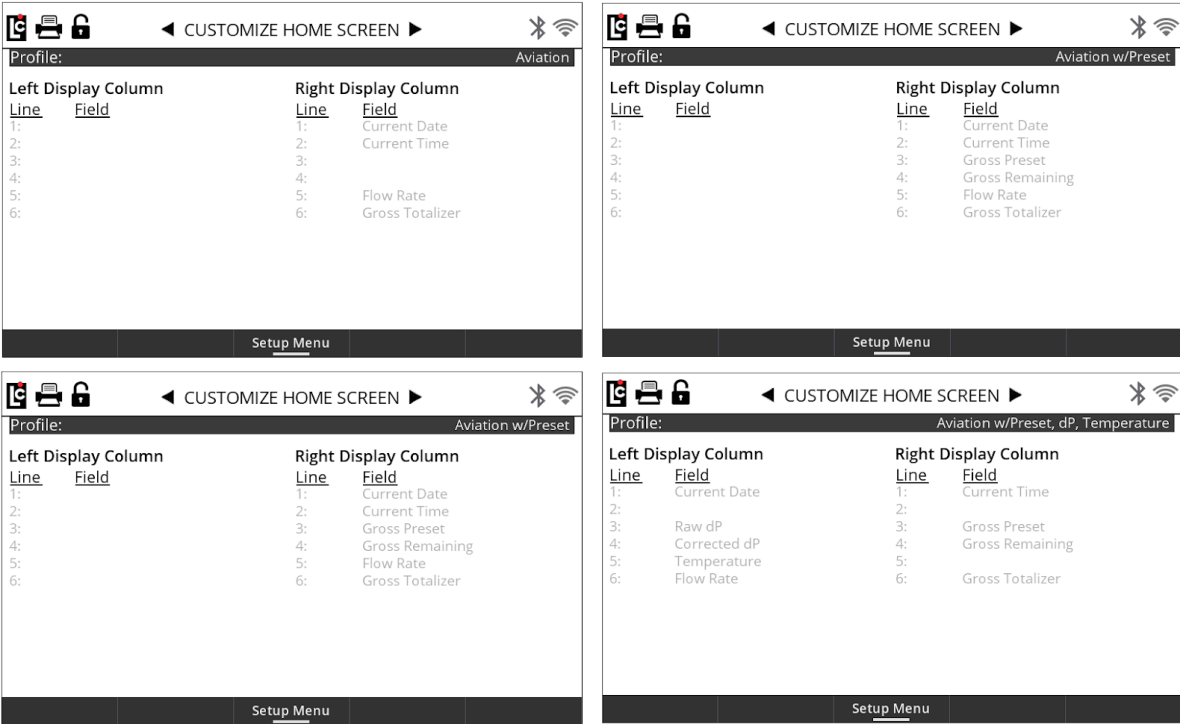 LC ◀ CUSTOMIZE HOME SCREEN ▶
Profile: Aviation
Left Display Column Right Display Column
Line Field Line Field
1: 1: Current Date
2: 2: Current Time
3: 3:
4: 4:
5: 5: Flow Rate
6: 6: Gross Totalizer
Setup Menu
LC ◀ CUSTOMIZE HOME SCREEN ▶
Profile: Aviation w/Preset
Left Display Column Right Display Column
Line Field Line Field
1: 1: Current Date
2: 2: Current Time
3: 3: Gross Preset
4: 4: Gross Remaining
5: 5: Flow Rate
6: 6: Gross Totalizer
Setup Menu
LC ◀ CUSTOMIZE HOME SCREEN ▶
Profile: Aviation w/Preset
Left Display Column Right Display Column
Line Field Line Field
1: 1: Current Date
2: 2: Current Time
3: 3: Gross Preset
4: 4: Gross Remaining
5: 5: Flow Rate
6: 6: Gross Totalizer
Setup Menu
LC ◀ CUSTOMIZE HOME SCREEN ▶
Profile: Aviation w/Preset, dP, Temperature
Left Display Column Right Display Column
Line Field Line Field
1: Current Date 1: Current Time
2: 2:
3: Raw dP 3: Gross Preset
4: Corrected dP 4: Gross Remaining
5: Temperature 5:
6: Flow Rate 6: Gross Totalizer
Setup Menu